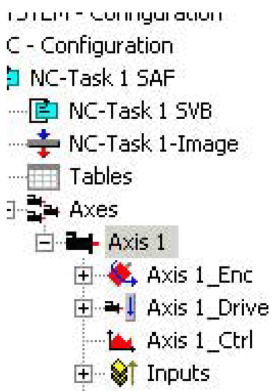 C - Configuration
NC-Task 1 SAF
NC-Task 1 SVB
NC-Task 1-Image
Tables
Axes
Axis 1
Axis 1_Enc
Axis 1_Drive
Axis 1_Ctrl
Inputs